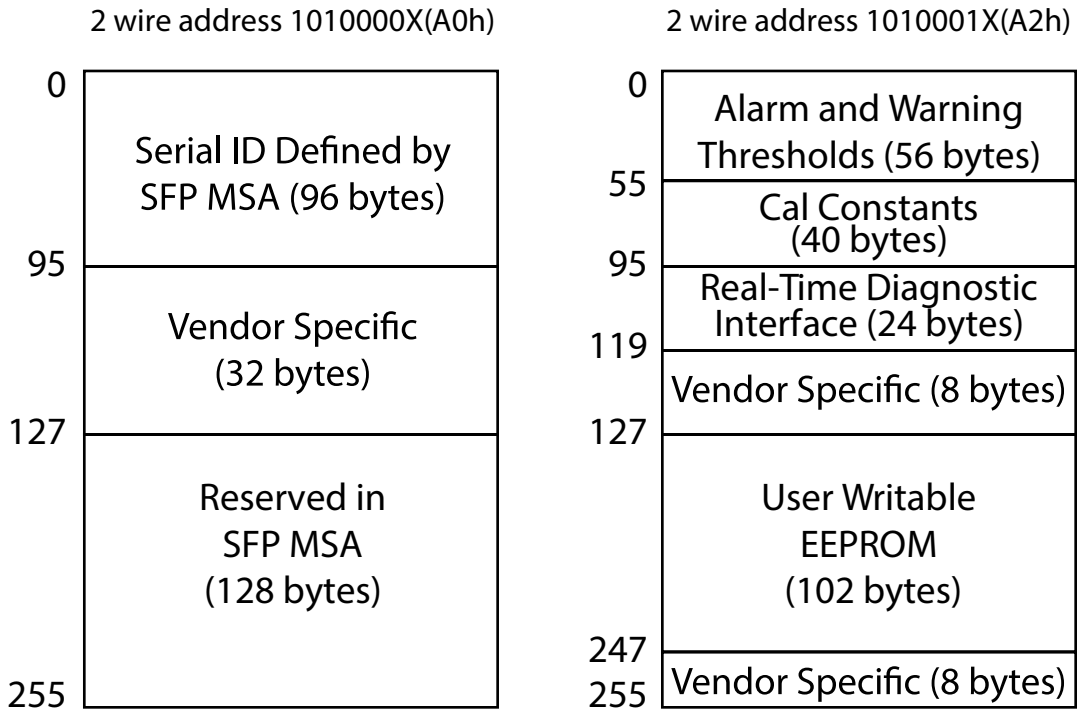 2 wire address 1010000X(A0h)
0
Serial ID Defined by
SFP MSA (96 bytes)
95
Vendor Specific
(32 bytes)
127
Reserved in
SFP MSA
(128 bytes)
255
2 wire address 1010001X(A2h)
0
Alarm and Warning
Thresholds (56 bytes)
55
Cal Constants
(40 bytes)
95
Real-Time Diagnostic
Interface (24 bytes)
119
Vendor Specific (8 bytes)
127
User Writable
EEPROM
(102 bytes)
247
Vendor Specific (8 bytes)
255